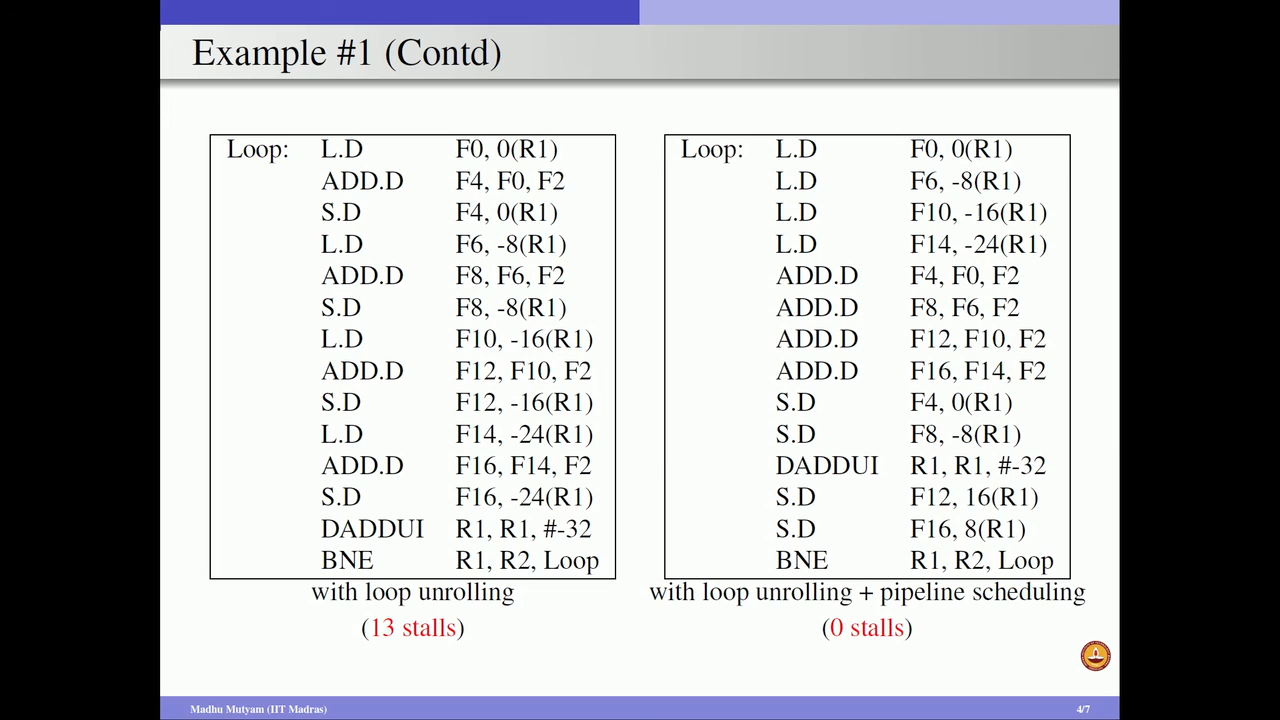 Example #1 (Contd)
Loop: L.D F0, 0(R1)
ADD.D F4, F0, F2
S.D F4, 0(R1)
L.D F6, -8(R1)
ADD.D F8, F6, F2
S.D F8, -8(R1)
L.D F10, -16(R1)
ADD.D F12, F10, F2
S.D F12, -16(R1)
L.D F14, -24(R1)
ADD.D F16, F14, F2
S.D F16, -24(R1)
DADDUI R1, R1, #-32
BNE R1, R2, Loop
with loop unrolling
(13 stalls)
Loop: L.D F0, 0(R1)
L.D F6, -8(R1)
L.D F10, -16(R1)
L.D F14, -24(R1)
ADD.D F4, F0, F2
ADD.D F8, F6, F2
ADD.D F12, F10, F2
ADD.D F16, F14, F2
S.D F4, 0(R1)
S.D F8, -8(R1)
DADDUI R1, R1, #-32
S.D F12, 16(R1)
S.D F16, 8(R1)
BNE R1, R2, Loop
with loop unrolling + pipeline scheduling
(0 stalls)
Madhu Mutyam (IIT Madras)
4/7